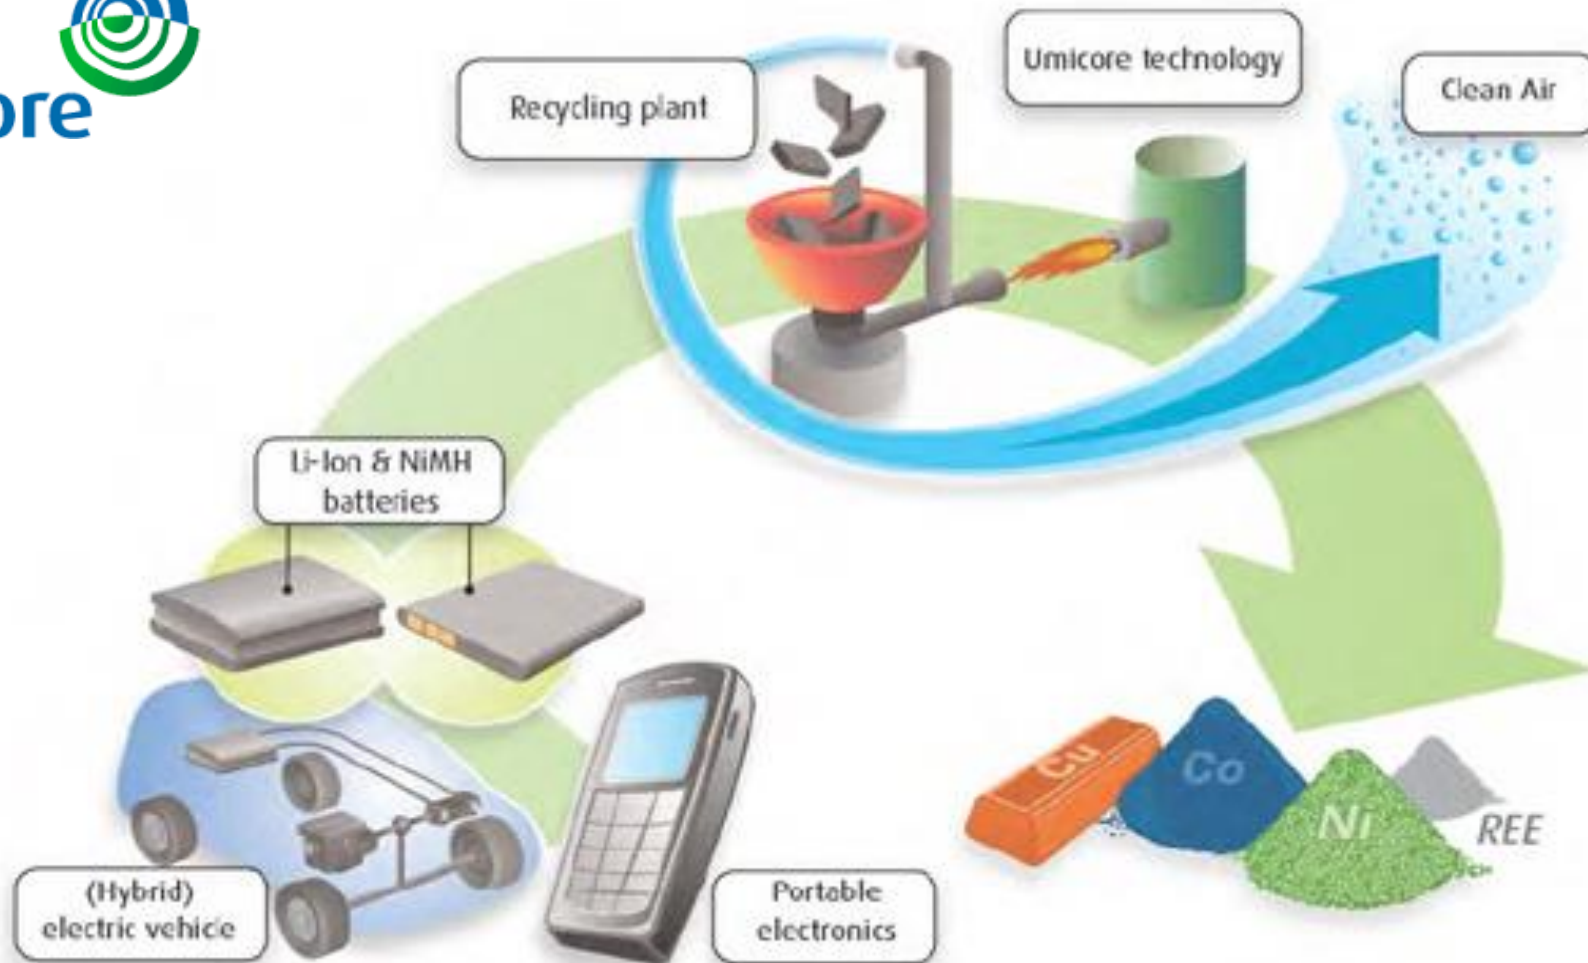 ore
Recycling plant
Umicore technology
Clean Air
Li-Ion & NiMH
batteries
Cu
Co
Ni
REE
(Hybrid)
electric vehicle
Portable
electronics